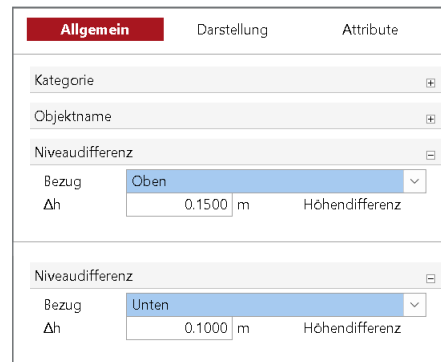 Allgemein Darstellung Attribute
Kategorie
Objektname
Niveaudifferenz
Bezug Oben
Δh 0.1500 m Höhendifferenz
Niveaudifferenz
Bezug Unten
Δh 0.1000 m Höhendifferenz